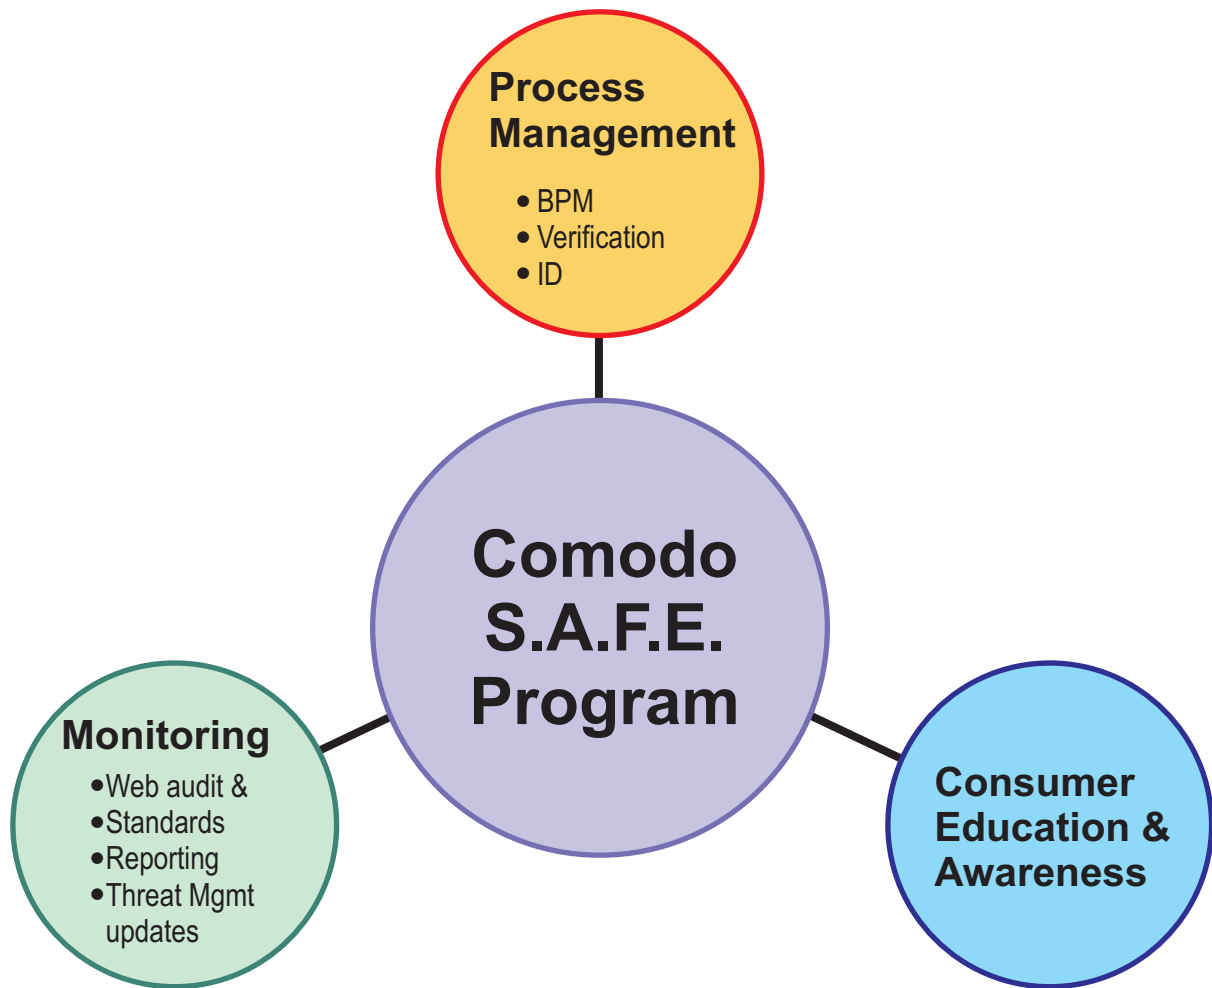 Process
Management
• BPM
• Verification
• ID
Comodo
S.A.F.E.
Program
Monitoring
• Web audit &
• Standards
• Reporting
• Threat Mgmt
updates
Consumer
Education &
Awareness